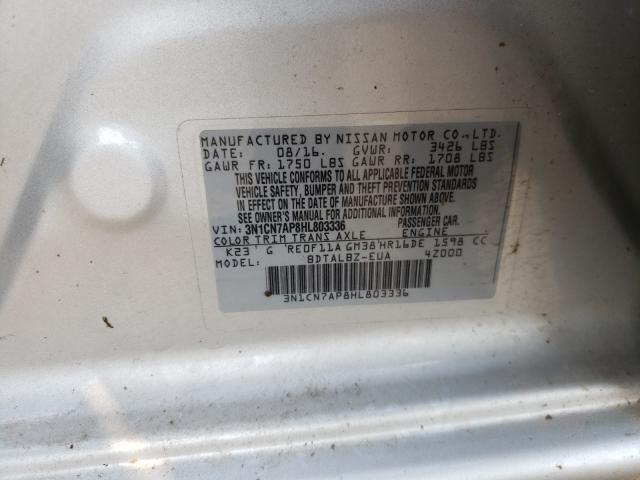 MANUFACTURED BY NISSAN MOTOR CO.,LTD.
DATE: 08/16. GVWR: 3426 LBS
GAWR FR: 1750 LBS GAWR RR: 1708 LBS
THIS VEHICLE CONFORMS TO ALL APPLICABLE FEDERAL MOTOR
VEHICLE SAFETY, BUMPER AND THEFT PREVENTION STANDARDS
IN EFFECT ON THE DATE OF MANUFACTURE SHOWN ABOVE.
SEE OWNER'S MANUAL FOR ADDITIONAL INFORMATION.
VIN: 3N1CN7AP8HL803336 PASSENGER CAR.
COLOR TRIM TRANS AXLE ENGINE
K23 G RE0F11A GM38 HR16DE 1598 CC
MODEL: BDTALBZ-EUA 4Z000
3N1CN7AP8HL803336